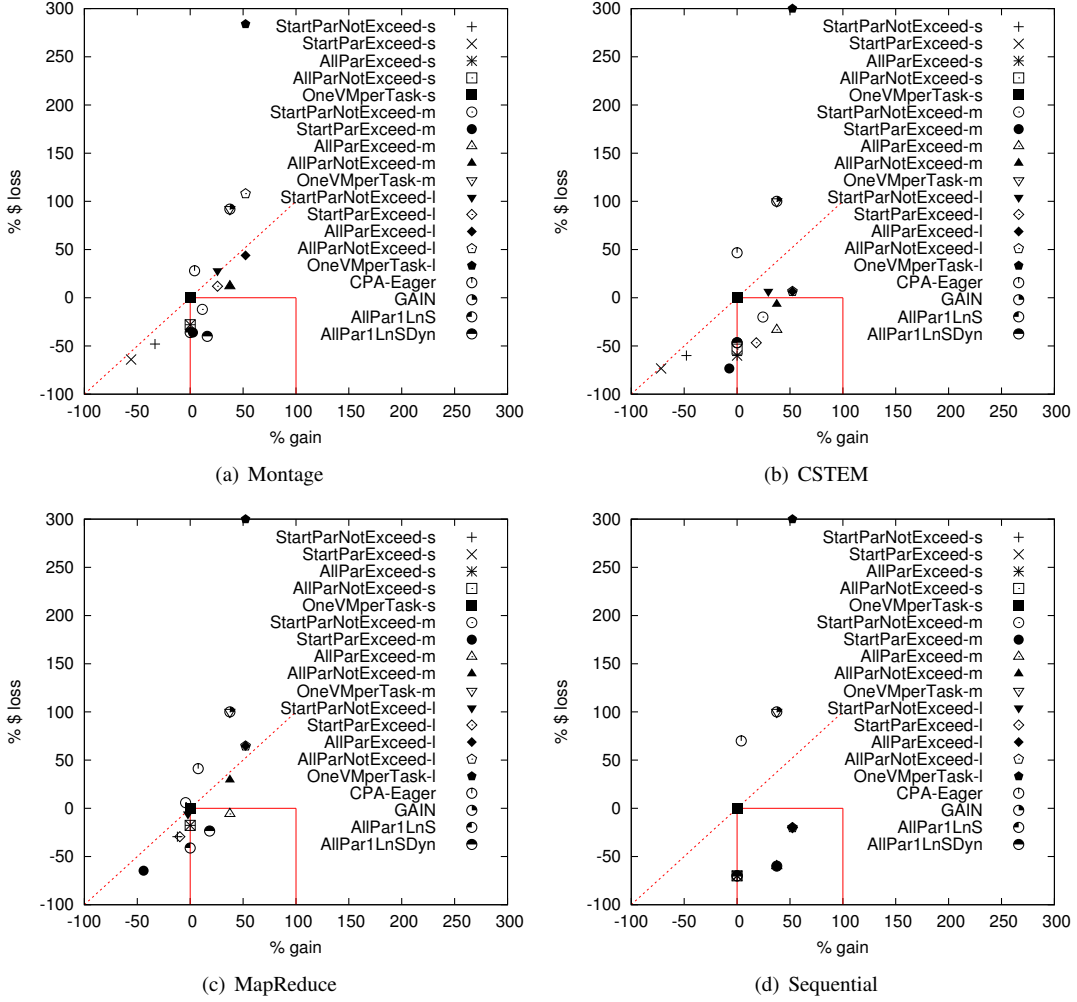 300
250
200
150
100
50
0
-50
-100
-100 -50 0 50 100 150 200 250 300
% $ loss
% gain
StartParNotExceed-s
StartParExceed-s
AllParExceed-s
AllParNotExceed-s
OneVMperTask-s
StartParNotExceed-m
StartParExceed-m
AllParExceed-m
AllParNotExceed-m
OneVMperTask-m
StartParNotExceed-l
StartParExceed-l
AllParExceed-l
AllParNotExceed-l
OneVMperTask-l
CPA-Eager
GAIN
AllPar1LnS
AllPar1LnSDyn
(a) Montage
300
250
200
150
100
50
0
-50
-100
-100 -50 0 50 100 150 200 250 300
% $ loss
% gain
StartParNotExceed-s
StartParExceed-s
AllParExceed-s
AllParNotExceed-s
OneVMperTask-s
StartParNotExceed-m
StartParExceed-m
AllParExceed-m
AllParNotExceed-m
OneVMperTask-m
StartParNotExceed-l
StartParExceed-l
AllParExceed-l
AllParNotExceed-l
OneVMperTask-l
CPA-Eager
GAIN
AllPar1LnS
AllPar1LnSDyn
(b) CSTEM
300
250
200
150
100
50
0
-50
-100
-100 -50 0 50 100 150 200 250 300
% $ loss
% gain
StartParNotExceed-s
StartParExceed-s
AllParExceed-s
AllParNotExceed-s
OneVMperTask-s
StartParNotExceed-m
StartParExceed-m
AllParExceed-m
AllParNotExceed-m
OneVMperTask-m
StartParNotExceed-l
StartParExceed-l
AllParExceed-l
AllParNotExceed-l
OneVMperTask-l
CPA-Eager
GAIN
AllPar1LnS
AllPar1LnSDyn
(c) MapReduce
300
250
200
150
100
50
0
-50
-100
-100 -50 0 50 100 150 200 250 300
% $ loss
% gain
StartParNotExceed-s
StartParExceed-s
AllParExceed-s
AllParNotExceed-s
OneVMperTask-s
StartParNotExceed-m
StartParExceed-m
AllParExceed-m
AllParNotExceed-m
OneVMperTask-m
StartParNotExceed-l
StartParExceed-l
AllParExceed-l
AllParNotExceed-l
OneVMperTask-l
CPA-Eager
GAIN
AllPar1LnS
AllPar1LnSDyn
(d) Sequential